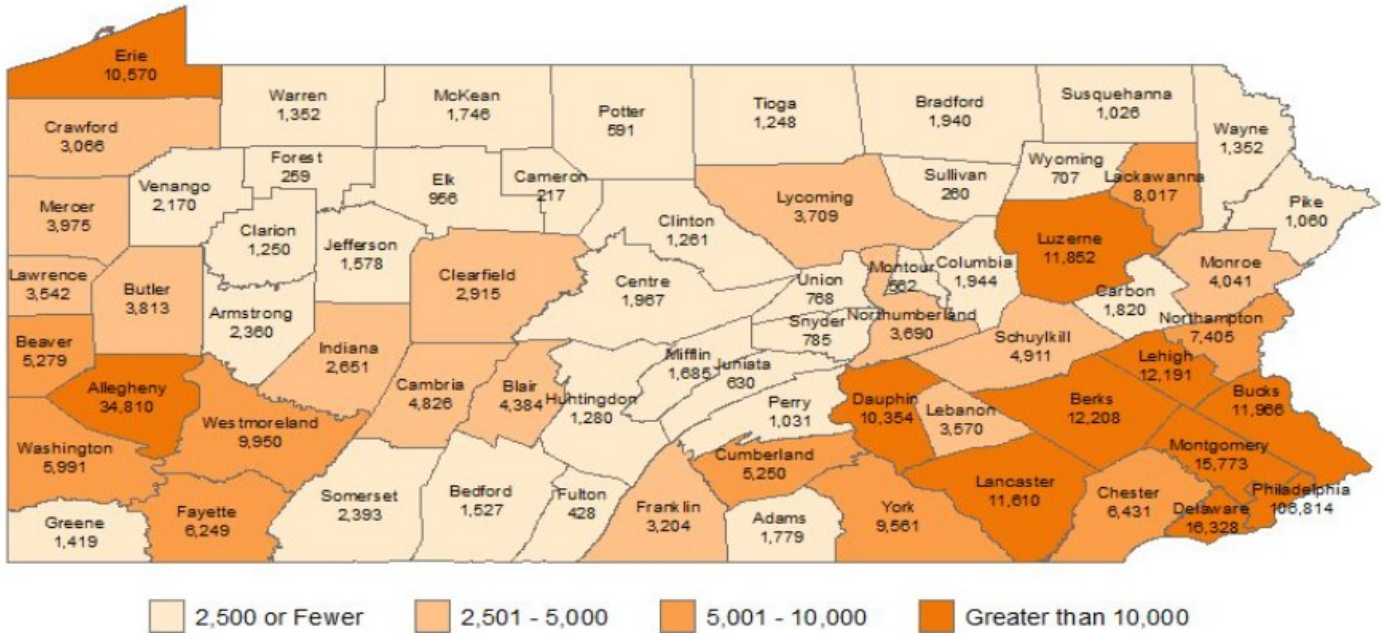 Erie
10,570
Warren
1,352
McKean
1,746
Potter
591
Tioga
1,248
Bradford
1,940
Susquehanna
1,026
Wayne
1,352
Crawford
3,066
Forest
259
Elk
956
Cameron
217
Venango
2,170
Wyoming
707
Lackawanna
8,017
Sullivan
260
Lycoming
3,709
Pike
1,060
Mercer
3,975
Clarion
1,250
Jefferson
1,578
Clinton
1,261
Luzerne
11,852
Clearfield
2,915
Centre
1,967
Union
768
Montour
562
Columbia
1,944
Monroe
4,041
Lawrence
3,542
Butler
3,813
Armstrong
2,360
Carbon
1,820
Northumberland
3,690
Snyder
785
Northampton
7,405
Beaver
5,279
Indiana
2,651
Mifflin
1,685
Juniata
630
Schuylkill
4,911
Lehigh
12,191
Allegheny
34,810
Cambria
4,826
Blair
4,384
Huntingdon
1,280
Perry
1,031
Dauphin
10,354
Lebanon
3,570
Berks
12,208
Bucks
11,966
Westmoreland
9,950
Washington
5,991
Cumberland
5,250
Montgomery
15,773
Lancaster
11,610
Chester
6,431
Philadelphia
106,814
Delaware
16,328
Somerset
2,393
Bedford
1,527
Fulton
428
Franklin
3,204
Adams
1,779
York
9,561
Greene
1,419
Fayette
6,249
2,500 or Fewer
2,501 - 5,000
5,001 - 10,000
Greater than 10,000